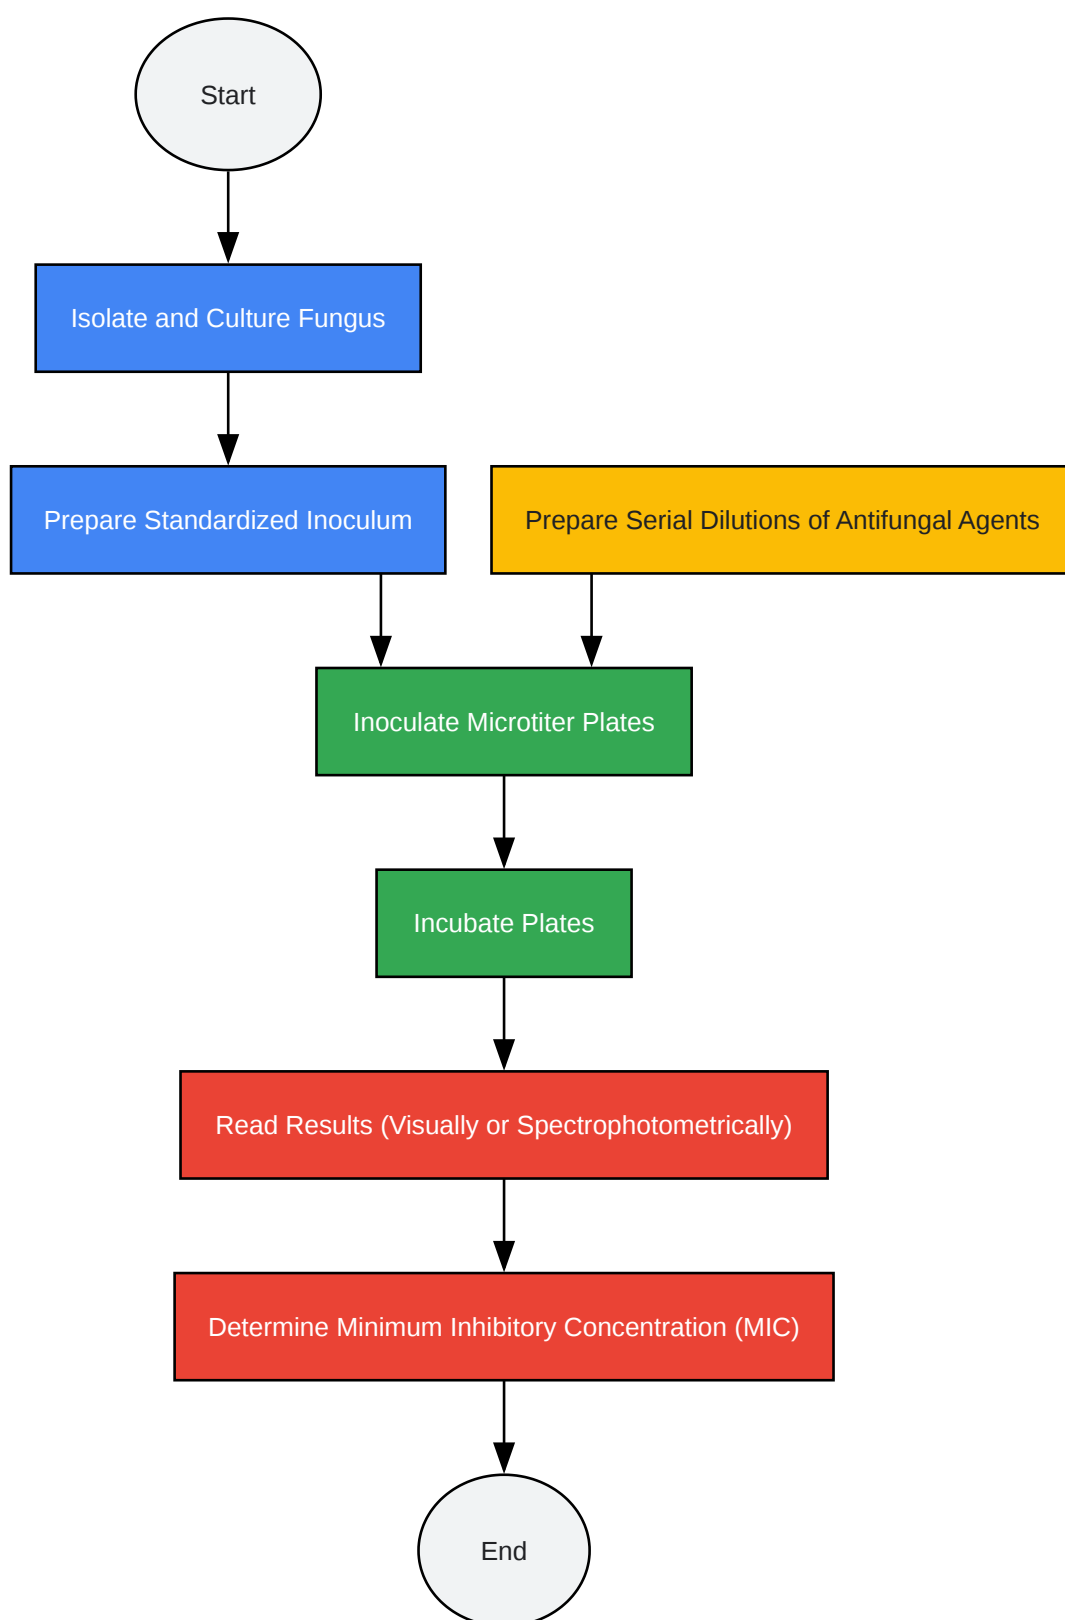 Start
Isolate and Culture Fungus
Prepare Standardized Inoculum
Prepare Serial Dilutions of Antifungal Agents
Inoculate Microtiter Plates
Incubate Plates
Read Results (Visually or Spectrophotometrically)
Determine Minimum Inhibitory Concentration (MIC)
End